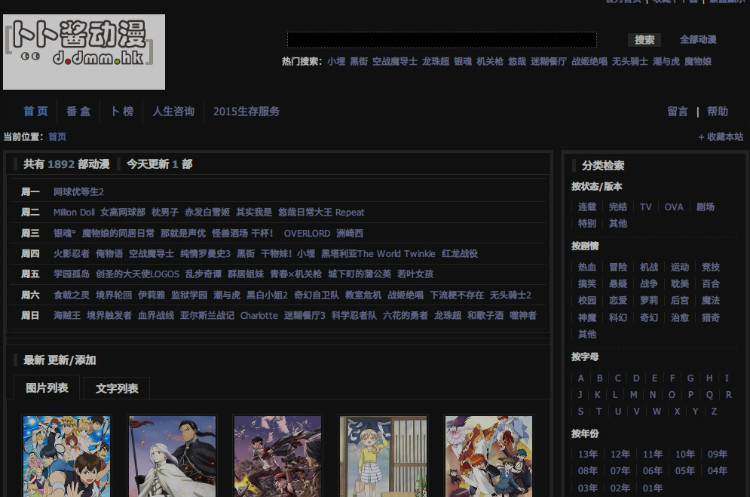 卜卜酱动漫
d.dmm.hk
搜索 全部动漫
热门搜索: 小埋 黑街 空战魔导士 龙珠超 银魂 机关枪 悠哉 迷糊餐厅 战姬绝唱 无头骑士 潮与虎 魔物娘
首页 番盒 卜榜 人生咨询 2015生存服务
留言 | 帮助
当前位置: 首页
+ 收藏本站
共有 1892 部动漫 今天更新 1 部
周一 网球优等生2
周二 Million Doll 女高网球部 枕男子 赤发白雪姬 其实我是 悠哉日常大王 Repeat
周三 银魂° 魔物娘的同居日常 那就是声优 怪兽酒场 干杯! OVERLORD 洲崎西
周四 火影忍者 俺物语 空战魔导士 纯情罗曼史3 黑街 干物妹! 小埋 黑塔利亚The World Twinkle 红龙战役
周五 学园孤岛 创圣的大天使LOGOS 乱步奇谭 群居姐妹 青春×机关枪 城下町的蒲公英 若叶女孩
周六 食戟之灵 境界轮回 伊莉雅 监狱学园 潮与虎 黑白小姐2 奇幻自卫队 教室危机 战姬绝唱 下流梗不存在 无头骑士2
周日 海贼王 境界触发者 血界战线 亚尔斯兰战记 Charlotte 迷糊餐厅3 科学忍者队 六花的勇者 龙珠超 和歌子酒 噬神者
最新 更新/添加
图片列表 文字列表
分类检索
按状态/版本
连载 完结 TV OVA 剧场
特别 其他
按剧情
热血 冒险 机战 运动 竞技
搞笑 悬疑 战争 耽美 百合
校园 恋爱 萝莉 后宫 魔法
神魔 科幻 奇幻 治愈 猎奇
其他
按字母
A B C D E F G H I
J K L M N O P Q R
S T U V W X Y Z
按年份
13年 12年 11年 10年 09年
08年 07年 06年 05年 04年
03年 02年 01年